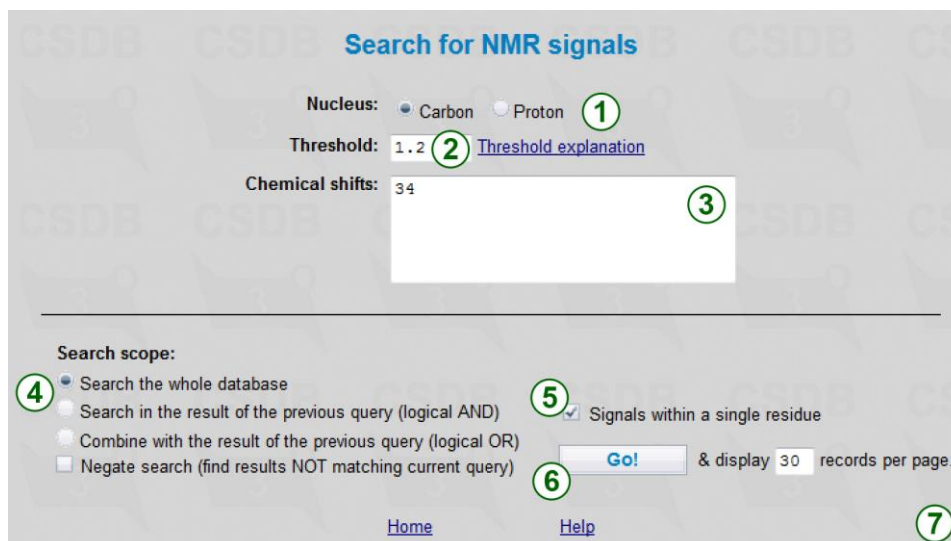 Search for NMR signals
Nucleus: Carbon Proton 1
Threshold: 1.2 2 Threshold explanation
Chemical shifts: 34 3
Search scope:
4 Search the whole database
Search in the result of the previous query (logical AND)
5 Signals within a single residue
Combine with the result of the previous query (logical OR)
Negate search (find results NOT matching current query)
6 Go! & display 30 records per page.
Home Help 7